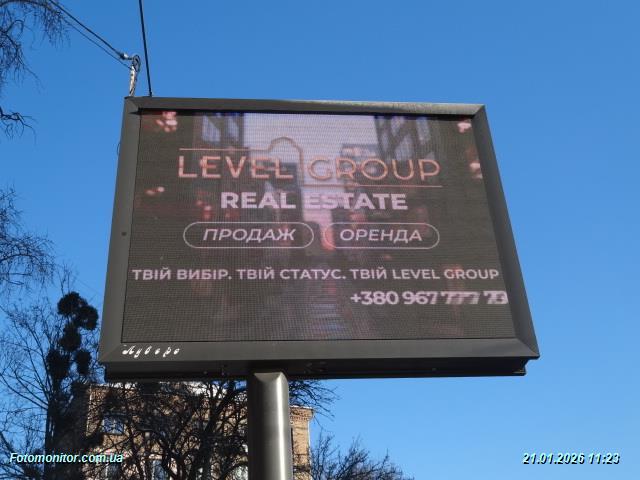 LEVEL GROUP
REAL ESTATE
ПРОДАЖ ОРЕНДА
ТВІЙ ВИБІР. ТВІЙ СТАТУС. ТВІЙ LEVEL GROUP
+380 967 777
Лувере
Fotomonitor.com.ua
21.01.2026 11:23